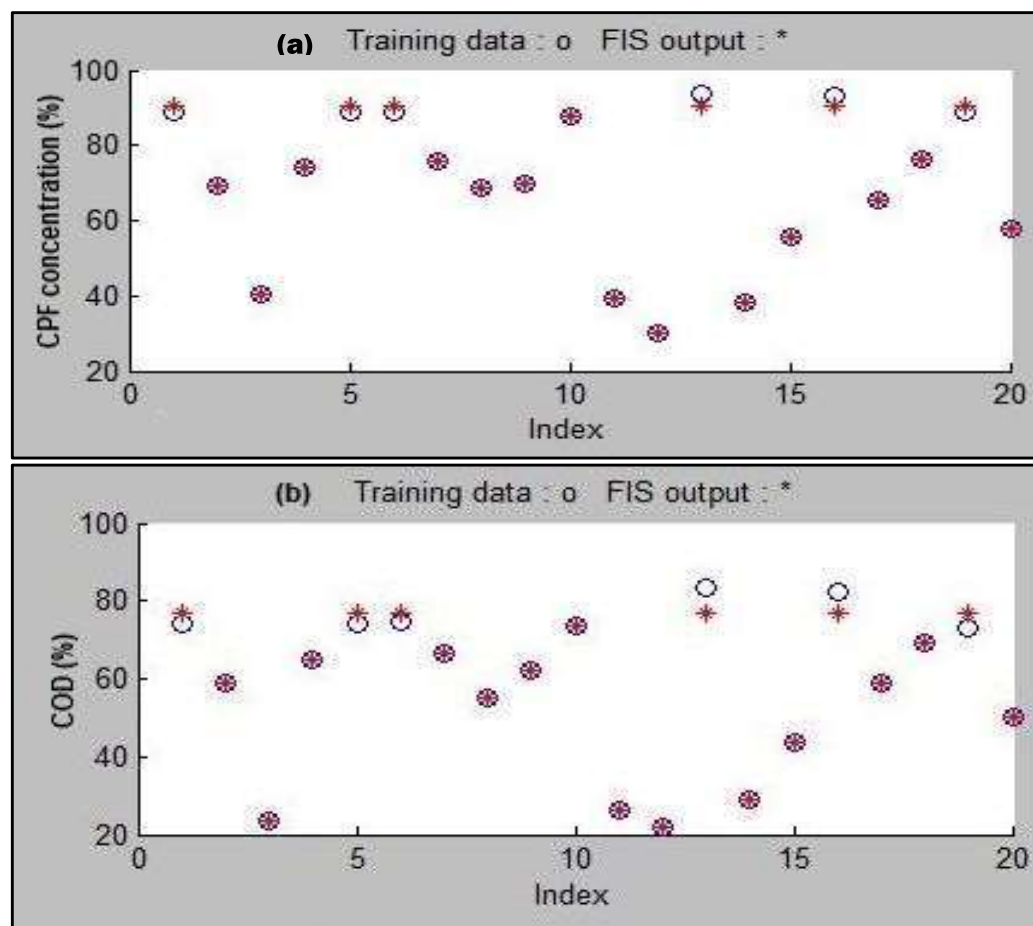 (a) Training data : o FIS output : *
100
80
60
40
20
CPF concentration (%)
0 5 10 15 20
Index
(b) Training data : o FIS output : *
100
80
60
40
20
COD (%)
0 5 10 15 20
Index